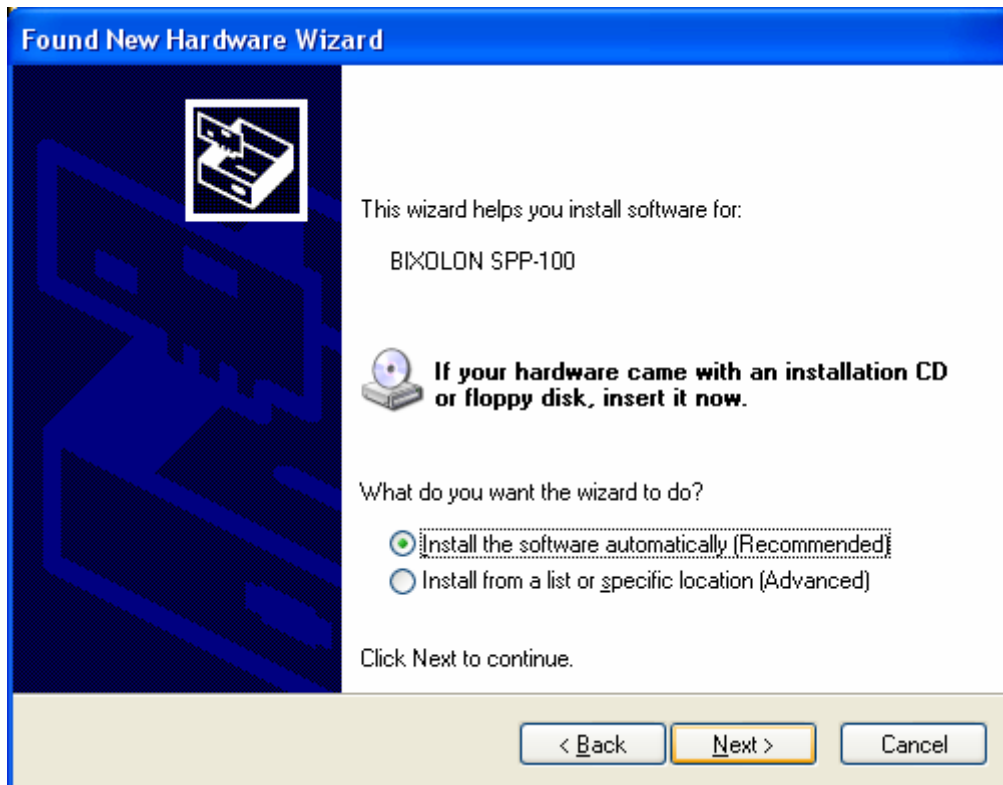 Found New Hardware Wizard
This wizard helps you install software for:
BIXOLON SPP-100
If your hardware came with an installation CD
or floppy disk, insert it now.
What do you want the wizard to do?
Install the software automatically (Recommended)
Install from a list or specific location (Advanced)
Click Next to continue.
< Back
Next >
Cancel